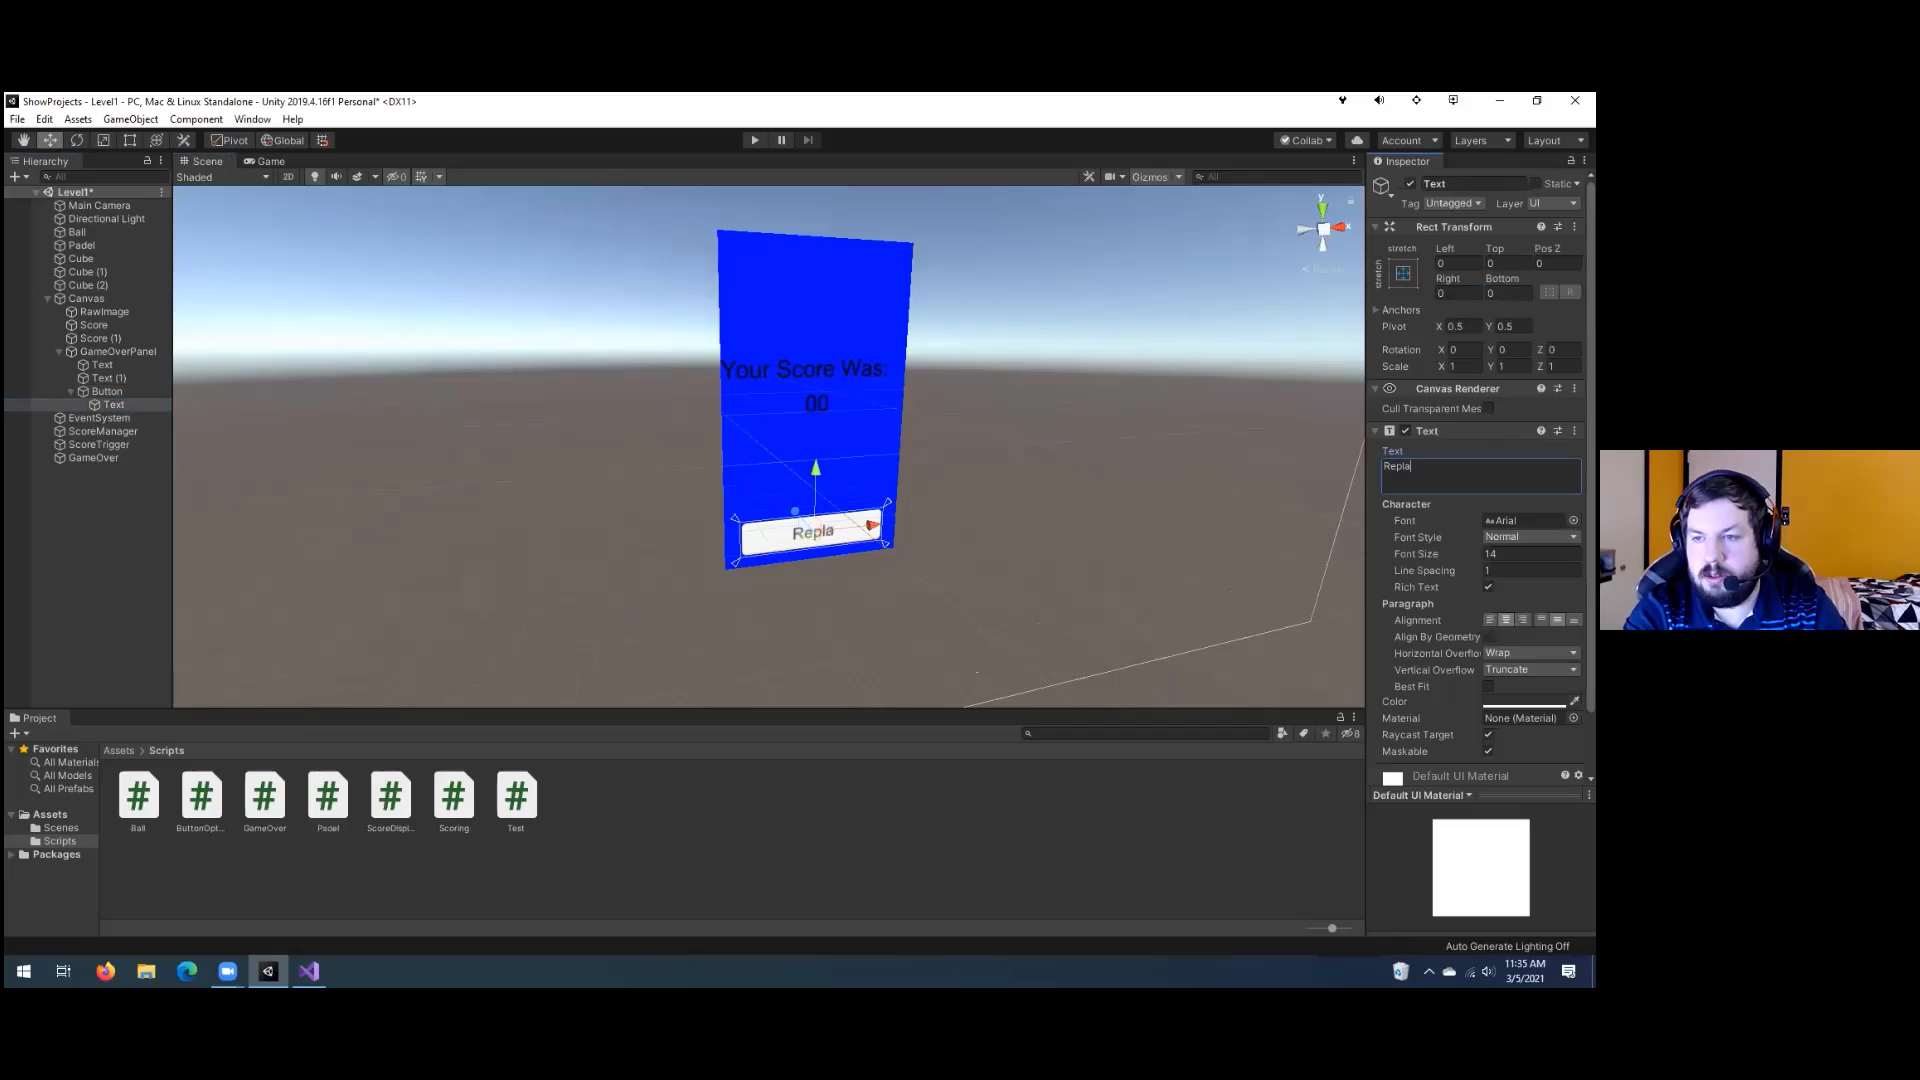 ShowProjects - Level1 - PC, Mac & Linux Standalone - Unity 2019.4.16f1 Personal* <DX11>
File Edit Assets GameObject Component Window Help
Pivot Global Collab Account Layers Layout
Hierarchy
All
Level1*
Main Camera
Directional Light
Ball
Padel
Cube
Cube (1)
Cube (2)
Canvas
RawImage
Score
Score (1)
GameOverPanel
Text
Text (1)
Button
Text
EventSystem
ScoreManager
ScoreTrigger
GameOver
Scene Game
Shaded 2D 0 Gizmos All
y
x
Your Score Was:
00
Repla
Inspector
Text Static
Tag Untagged Layer UI
Rect Transform
stretch Left Top Pos Z
stretch 0 0 0
Right Bottom
0 0 R
Anchors
Pivot X 0.5 Y 0.5
Rotation X 0 Y 0 Z 0
Scale X 1 Y 1 Z 1
Canvas Renderer
Cull Transparent Mes
Text
Text
Repla
Character
Font Aa Arial
Font Style Normal
Font Size 14
Line Spacing 1
Rich Text
Paragraph
Alignment
Align By Geometry
Horizontal Overflo Wrap
Vertical Overflow Truncate
Best Fit
Color
Material None (Material)
Raycast Target
Maskable
Default UI Material
Default UI Material
Project
8
Favorites
All Materials
All Models
All Prefabs
Assets
Scenes
Scripts
Packages
Assets > Scripts
# # # # # # #
Ball ButtonOpt... GameOver Padel ScoreDispl... Scoring Test
Auto Generate Lighting Off
11:35 AM
3/5/2021